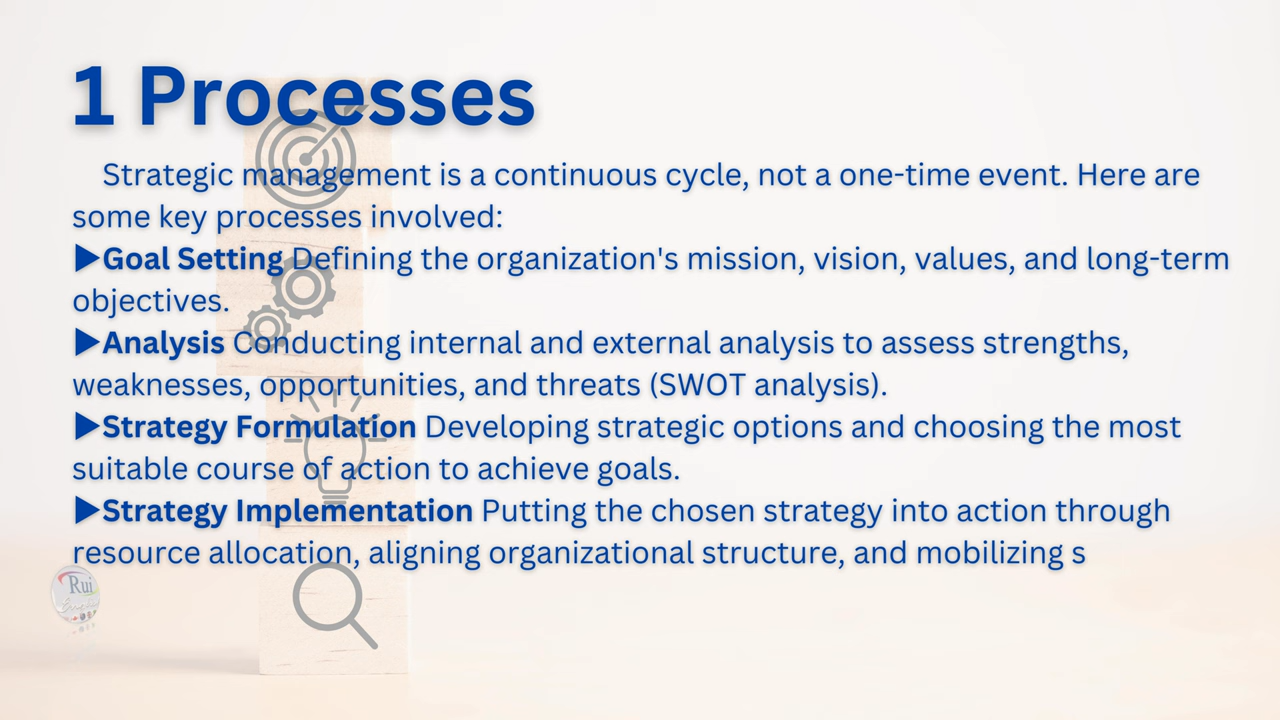 1 Processes
Strategic management is a continuous cycle, not a one-time event. Here are
some key processes involved:
▶Goal Setting Defining the organization's mission, vision, values, and long-term
objectives.
▶Analysis Conducting internal and external analysis to assess strengths,
weaknesses, opportunities, and threats (SWOT analysis).
▶Strategy Formulation Developing strategic options and choosing the most
suitable course of action to achieve goals.
▶Strategy Implementation Putting the chosen strategy into action through
resource allocation, aligning organizational structure, and mobilizing s
Rui